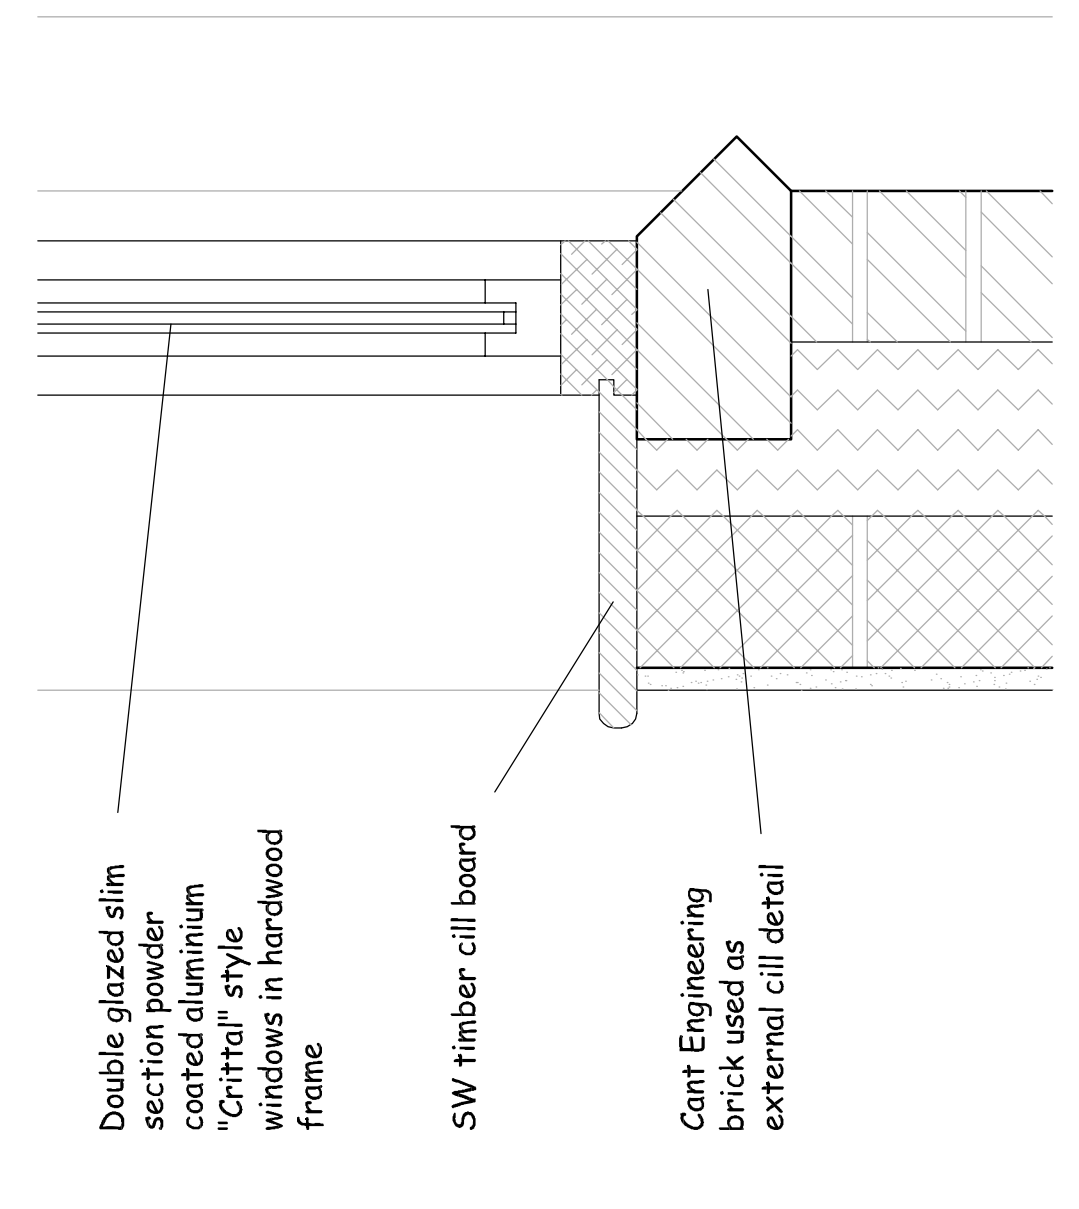 Double glazed slim
section powder
coated aluminium
"Crittal" style
windows in hardwood
frame
SW timber cill board
Cant Engineering
brick used as
external cill detail